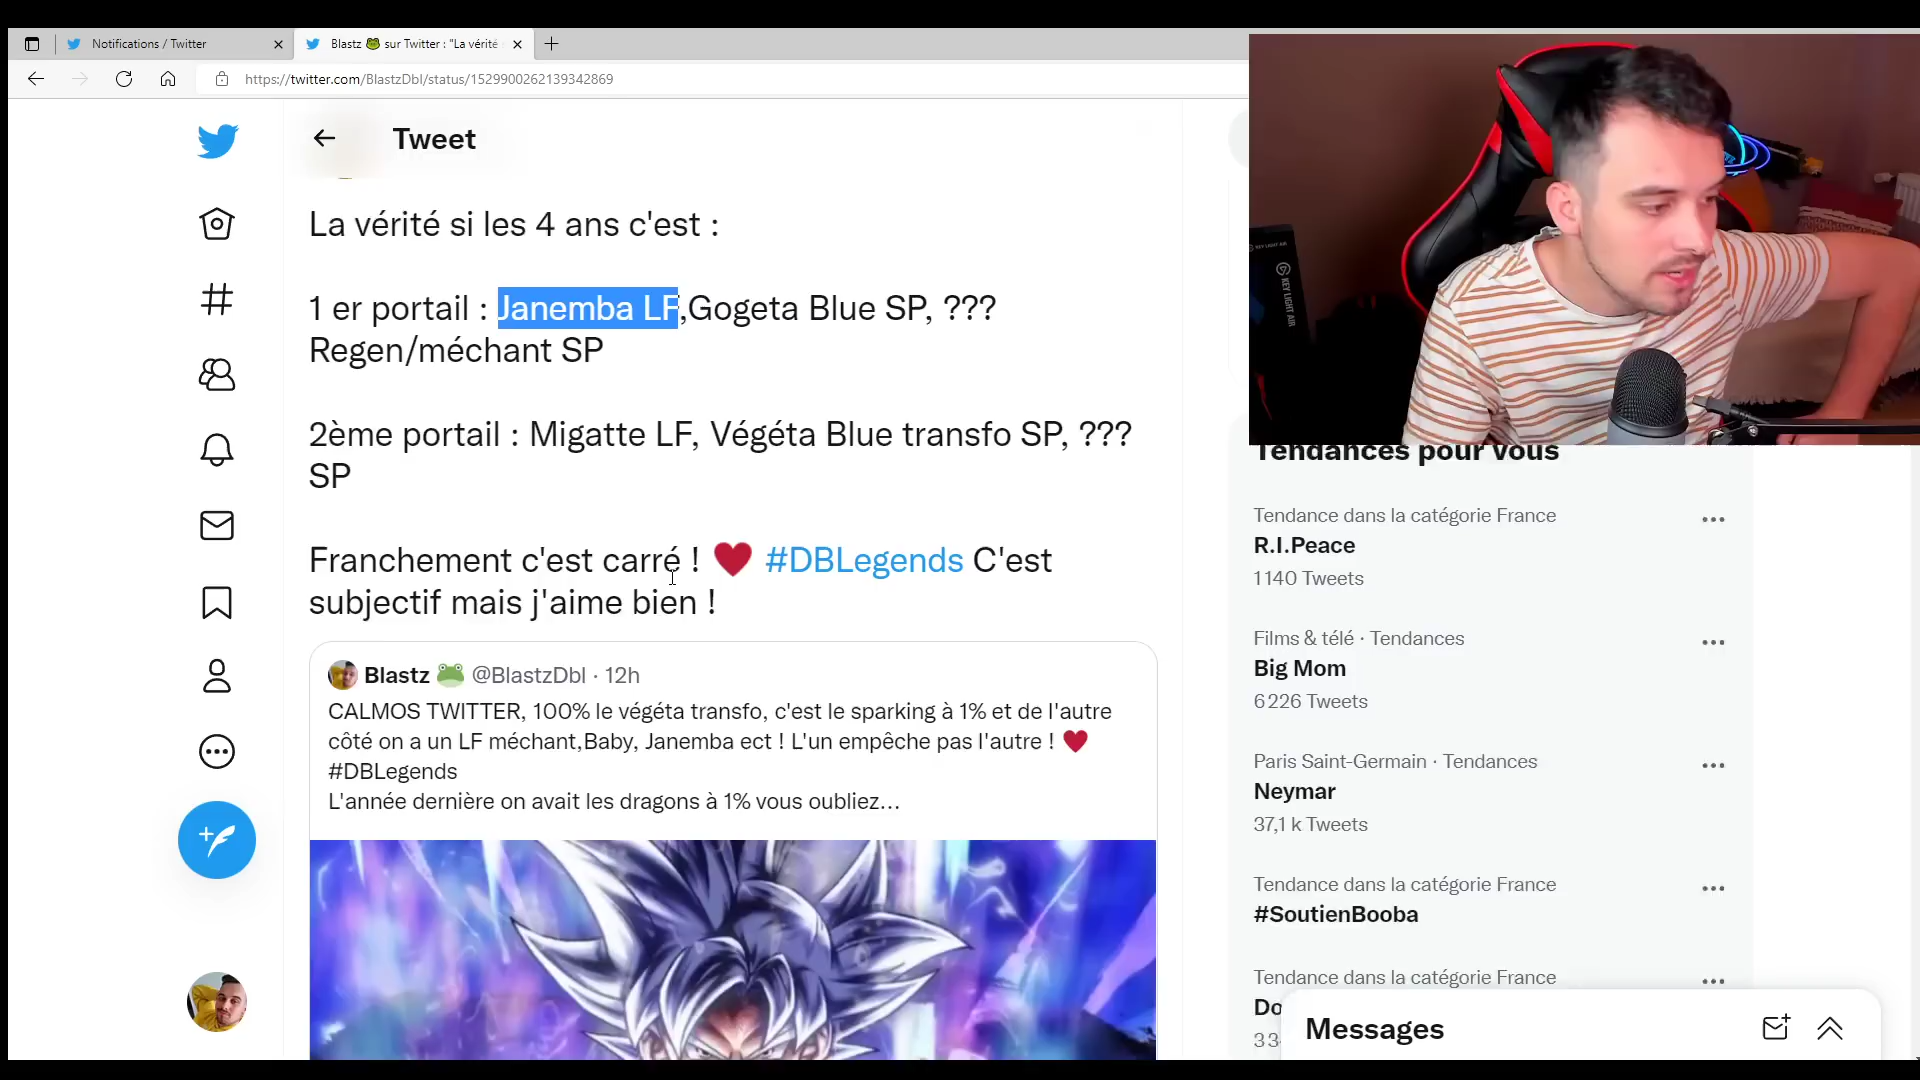 Notifications / Twitter
Blastz 🐸 sur Twitter : "La vérité
https://twitter.com/BlastzDbl/status/1529900262139342869
Tweet
La vérité si les 4 ans c'est :
1 er portail : Janemba LF,Gogeta Blue SP, ???
Regen/méchant SP
2ème portail : Migatte LF, Végéta Blue transfo SP, ???
SP
Franchement c'est carré ! ♥ #DBLegends C'est
subjectif mais j'aime bien !
Blastz 🐸 @BlastzDbl · 12h
CALMOS TWITTER, 100% le végéta transfo, c'est le sparking à 1% et de l'autre
côté on a un LF méchant,Baby, Janemba ect ! L'un empêche pas l'autre ! ♥
#DBLegends
L'année dernière on avait les dragons à 1% vous oubliez...
KEY LIGHT AIR
Tendances pour vous
Tendance dans la catégorie France
R.I.Peace
1 140 Tweets
Films & télé · Tendances
Big Mom
6 226 Tweets
Paris Saint-Germain · Tendances
Neymar
37,1 k Tweets
Tendance dans la catégorie France
#SoutienBooba
Tendance dans la catégorie France
Do
3 3
Messages